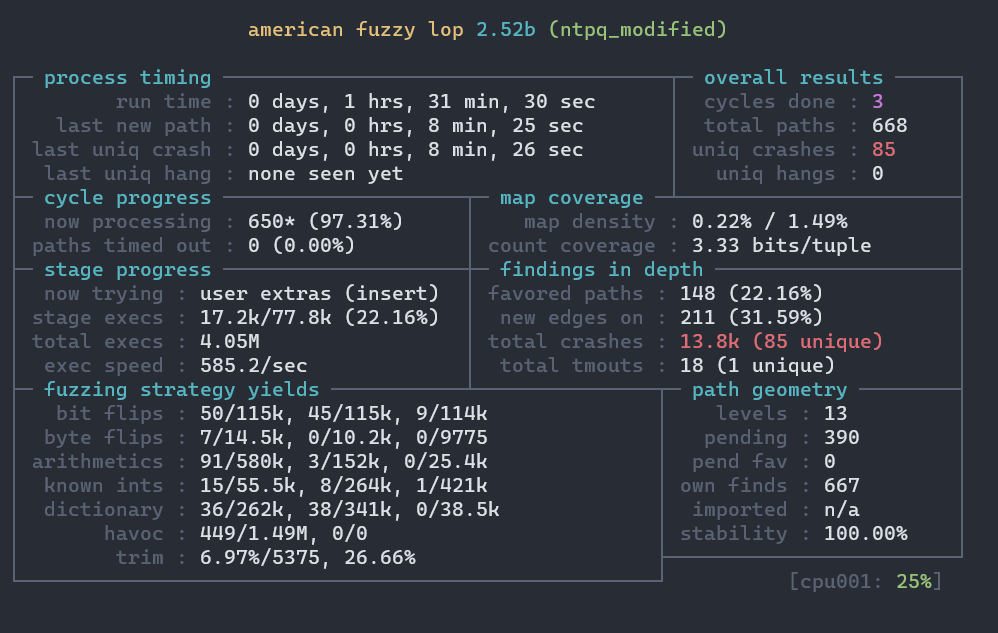 american fuzzy lop 2.52b (ntpq_modified)
process timing overall results
run time : 0 days, 1 hrs, 31 min, 30 sec cycles done : 3
last new path : 0 days, 0 hrs, 8 min, 25 sec total paths : 668
last uniq crash : 0 days, 0 hrs, 8 min, 26 sec uniq crashes : 85
last uniq hang : none seen yet uniq hangs : 0
cycle progress map coverage
now processing : 650* (97.31%) map density : 0.22% / 1.49%
paths timed out : 0 (0.00%) count coverage : 3.33 bits/tuple
stage progress findings in depth
now trying : user extras (insert) favored paths : 148 (22.16%)
stage execs : 17.2k/77.8k (22.16%) new edges on : 211 (31.59%)
total execs : 4.05M total crashes : 13.8k (85 unique)
exec speed : 585.2/sec total tmouts : 18 (1 unique)
fuzzing strategy yields path geometry
bit flips : 50/115k, 45/115k, 9/114k levels : 13
byte flips : 7/14.5k, 0/10.2k, 0/9775 pending : 390
arithmetics : 91/580k, 3/152k, 0/25.4k pend fav : 0
known ints : 15/55.5k, 8/264k, 1/421k own finds : 667
dictionary : 36/262k, 38/341k, 0/38.5k imported : n/a
havoc : 449/1.49M, 0/0 stability : 100.00%
trim : 6.97%/5375, 26.66%
[cpu001: 25%]